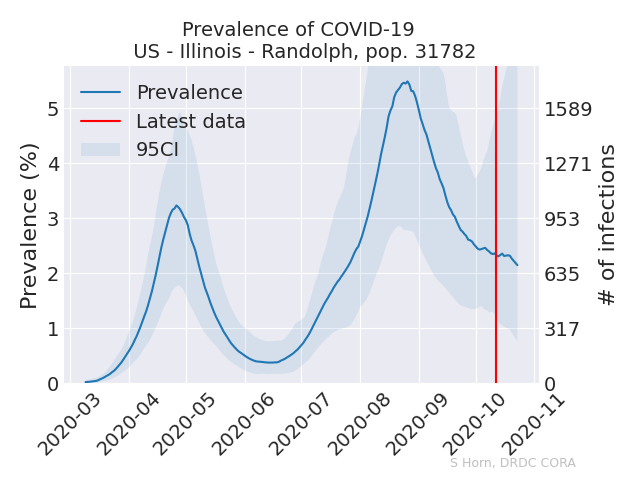 Prevalence of COVID-19
US - Illinois - Randolph, pop. 31782
Prevalence
Latest data
95CI
Prevalence (%)
5
4
3
2
1
0
1589
1271
953
635
317
0
# of infections
2020-03
2020-04
2020-05
2020-06
2020-07
2020-08
2020-09
2020-10
2020-11
S Horn, DRDC CORA